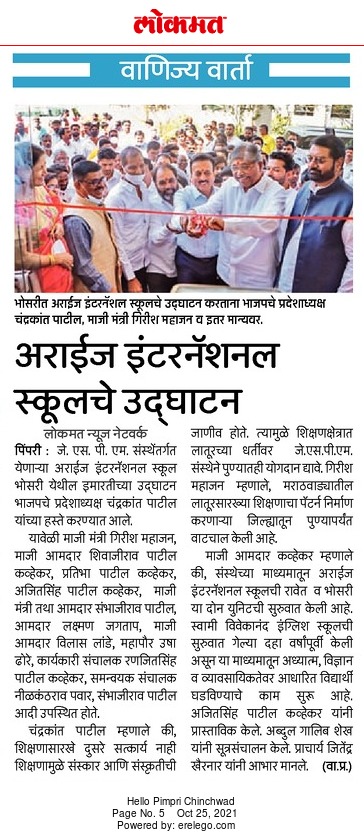 लोकमत
वाणिज्य वार्ता
भोसरीत अराईज इंटरनॅशल स्कूलचे उद्घाटन करताना भाजपचे प्रदेशाध्यक्ष
चंद्रकांत पाटील, माजी मंत्री गिरीश महाजन व इतर मान्यवर.
अराईज इंटरनॅशनल
स्कूलचे उद्घाटन
लोकमत न्यूज नेटवर्क
पिंपरी : जे. एस. पी. एम. संस्थेंतर्गत
येणाऱ्या अराईज इंटरनॅशनल स्कूल
भोसरी येथील इमारतीच्या उद्घाटन
भाजपचे प्रदेशाध्यक्ष चंद्रकांत पाटील
यांच्या हस्ते करण्यात आले.
यावेळी माजी मंत्री गिरीश महाजन,
माजी आमदार शिवाजीराव पाटील
कव्हेकर, प्रतिभा पाटील कव्हेकर,
अजितसिंह पाटील कव्हेकर, माजी
मंत्री तथा आमदार संभाजीराव पाटील,
आमदार लक्ष्मण जगताप, माजी
आमदार विलास लांडे, महापौर उषा
ढोरे, कार्यकारी संचालक रणजितसिंह
पाटील कव्हेकर, समन्वयक संचालक
नीळकंठराव पवार, संभाजीराव पाटील
आदी उपस्थित होते.
चंद्रकांत पाटील म्हणाले की,
शिक्षणासारखे दुसरे सत्कार्य नाही
शिक्षणामुळे संस्कार आणि संस्कृतीची
जाणीव होते. त्यामुळे शिक्षणक्षेत्रात
लातूरच्या धर्तीवर जे.एस.पी.एम.
संस्थेने पुण्यातही योगदान द्यावे. गिरीश
महाजन म्हणाले, मराठवाड्यातील
लातूरसारख्या शिक्षणाचा पॅटर्न निर्माण
करणाऱ्या जिल्ह्यातून पुण्यापर्यंत
वाटचाल केली आहे.
माजी आमदार कव्हेकर म्हणाले
की, संस्थेच्या माध्यमातून अराईज
इंटरनॅशनल स्कूलची रावेत व भोसरी
या दोन युनिटची सुरुवात केली आहे.
स्वामी विवेकानंद इंग्लिश स्कूलची
सुरुवात गेल्या दहा वर्षांपूर्वी केली
असून या माध्यमातून अध्यात्म, विज्ञान
व व्यावसायिकतेवर आधारित विद्यार्थी
घडविण्याचे काम सुरू आहे.
अजितसिंह पाटील कव्हेकर यांनी
प्रास्ताविक केले. अब्दुल गालिब शेख
यांनी सूत्रसंचालन केले. प्राचार्य जितेंद्र
खैरनार यांनी आभार मानले. (वा.प्र.)
Hello Pimpri Chinchwad
Page No. 5 Oct 25, 2021
Powered by: erelego.com